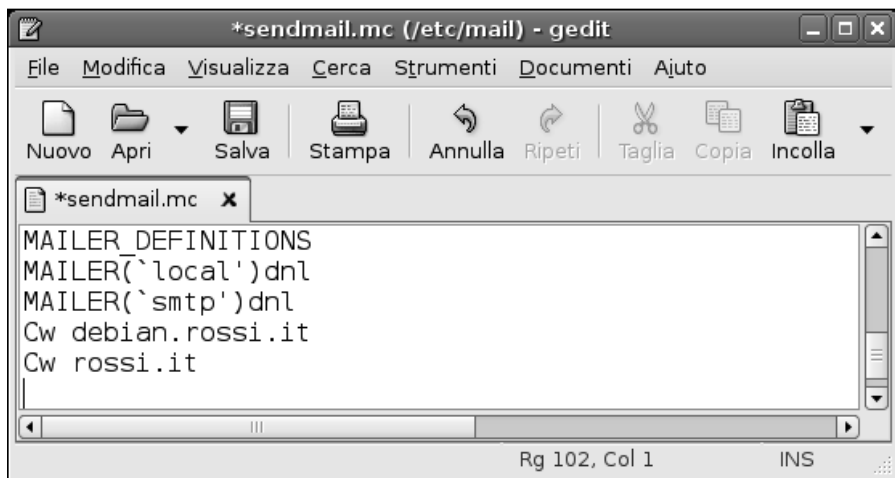 *sendmail.mc (/etc/mail) - gedit
File Modifica Visualizza Cerca Strumenti Documenti Aiuto
Nuovo Apri Salva Stampa Annulla Ripeti Taglia Copia Incolla
*sendmail.mc
MAILER_DEFINITIONS
MAILER(`local')dnl
MAILER(`smtp')dnl
Cw debian.rossi.it
Cw rossi.it
Rg 102, Col 1 INS